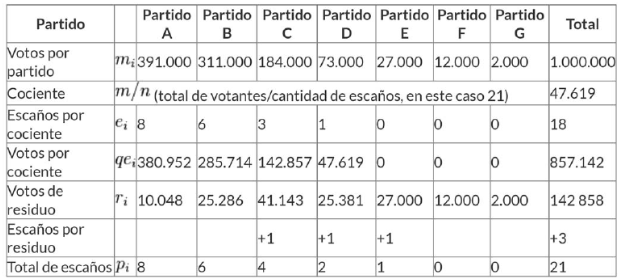 Partido Partido A Partido B Partido C Partido D Partido E Partido F Partido G Total
Votos por partido m_i 391.000 311.000 184.000 73.000 27.000 12.000 2.000 1.000.000
Cociente m/n (total de votantes/cantidad de escaños, en este caso 21) 47.619
Escaños por cociente e_i 8 6 3 1 0 0 0 18
Votos por cociente qe_i 380.952 285.714 142.857 47.619 0 0 0 857.142
Votos de residuo r_i 10.048 25.286 41.143 25.381 27.000 12.000 2.000 142 858
Escaños por residuo +1 +1 +1 +3
Total de escaños p_i 8 6 4 2 1 0 0 21